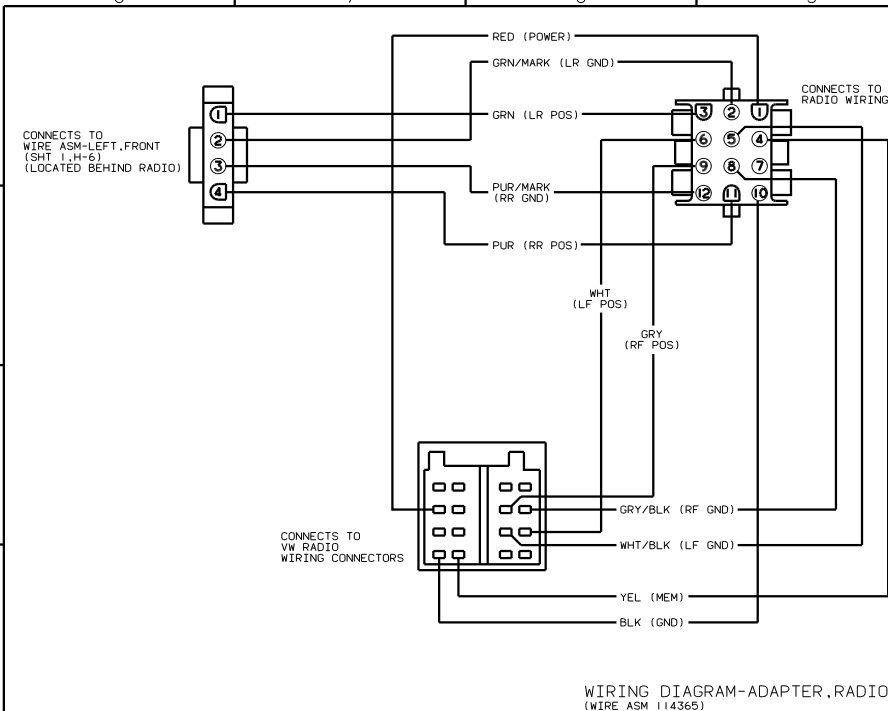 RED (POWER)
GRN/MARK (LR GND)
CONNECTS TO
RADIO WIRING
GRN (LR POS)
CONNECTS TO
WIRE ASM-LEFT,FRONT
(SHT 1,H-6)
(LOCATED BEHIND RADIO)
1
2
3
4
3 2 1
6 5 4
9 8 7
12 11 10
PUR/MARK
(RR GND)
PUR (RR POS)
WHT
(LF POS)
GRY
(RF POS)
GRY/BLK (RF GND)
WHT/BLK (LF GND)
CONNECTS TO
VW RADIO
WIRING CONNECTORS
YEL (MEM)
BLK (GND)
WIRING DIAGRAM-ADAPTER,RADIO
(WIRE ASM 114365)